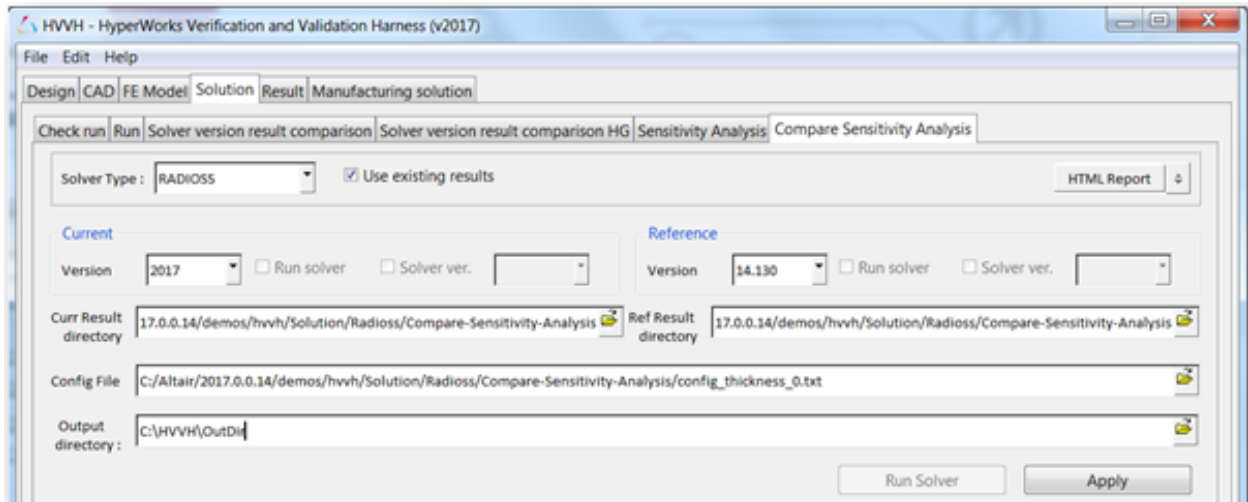 HVVH - HyperWorks Verification and Validation Harness (v2017)
File Edit Help
Design CAD FE Model Solution Result Manufacturing solution
Check run Run Solver version result comparison Solver version result comparison HG Sensitivity Analysis Compare Sensitivity Analysis
Solver Type : RADIOSS Use existing results HTML Report
Current Reference
Version 2017 Run solver Solver ver. Version 14.130 Run solver Solver ver.
Curr Result directory 17.0.0.14/demos/hvvh/Solution/Radioss/Compare-Sensitivity-Analysis Ref Result directory 17.0.0.14/demos/hvvh/Solution/Radioss/Compare-Sensitivity-Analysis
Config File C:/Altair/2017.0.0.14/demos/hvvh/Solution/Radioss/Compare-Sensitivity-Analysis/config_thickness_0.txt
Output directory : C:\HVVH\OutDir
Run Solver Apply